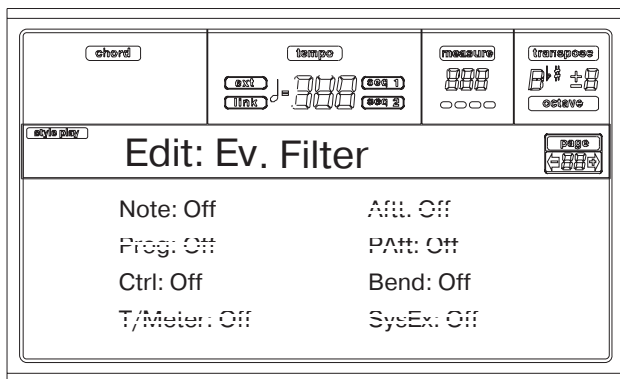 chord tempo measure transpose
ext seq 1
link seq 2
octave
style play
page
Edit: Ev. Filter
Note: Off Aftt. Off
Prog: Off PAft: Off
Ctrl: Off Bend: Off
T/Meter: Off SysEx: Off